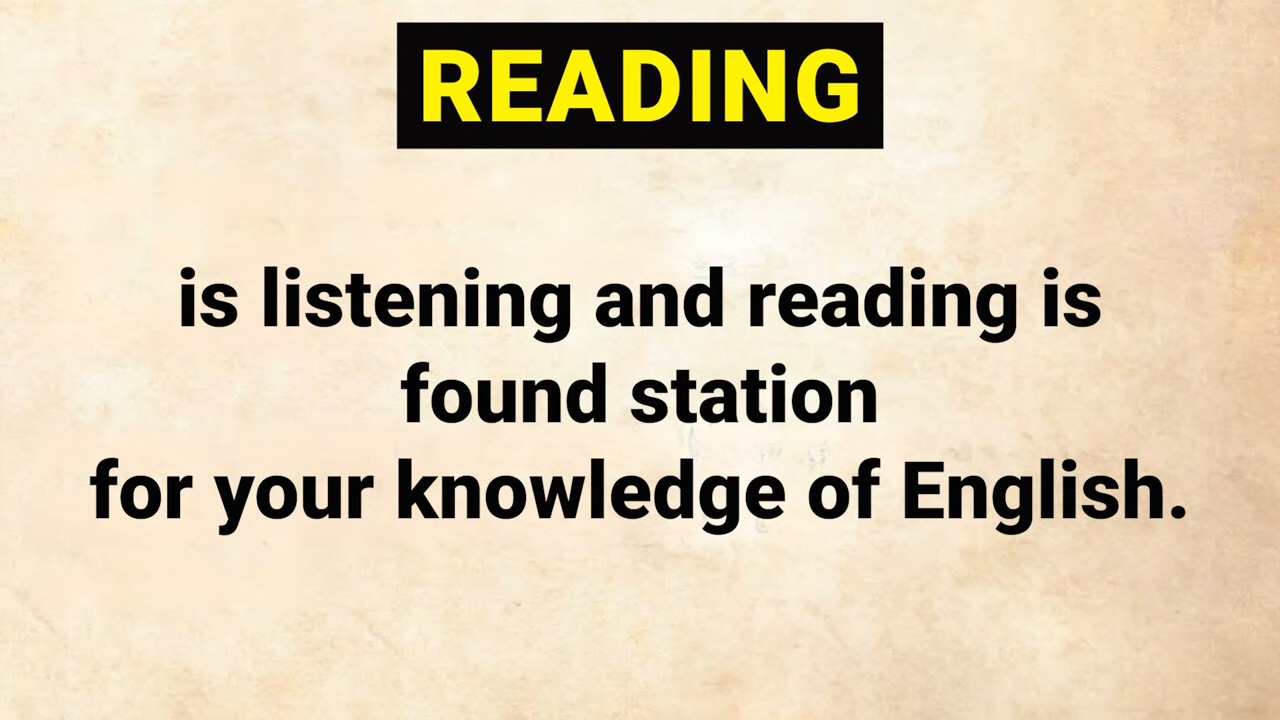 READING
is listening and reading is
found station
for your knowledge of English.